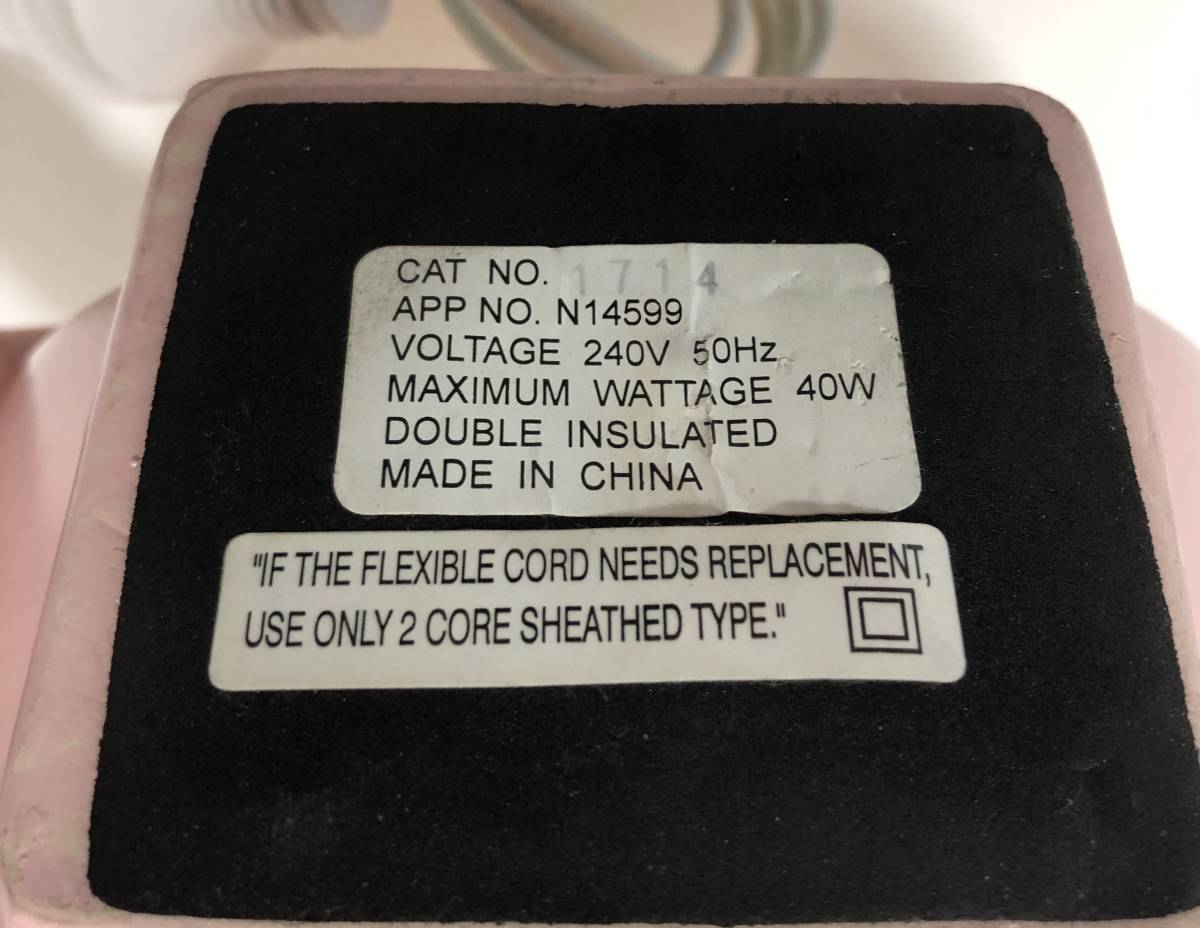 CAT NO. 1714
APP NO. N14599
VOLTAGE 240V 50Hz
MAXIMUM WATTAGE 40W
DOUBLE INSULATED
MADE IN CHINA
"IF THE FLEXIBLE CORD NEEDS REPLACEMENT,
USE ONLY 2 CORE SHEATHED TYPE."